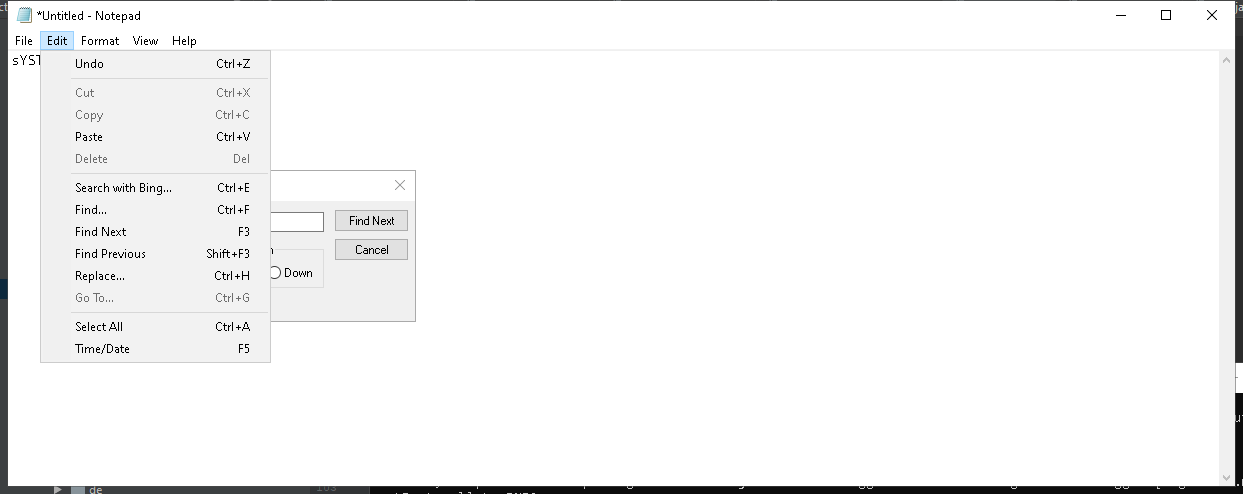 *Untitled - Notepad
File Edit Format View Help
sYST
Undo Ctrl+Z
Cut Ctrl+X
Copy Ctrl+C
Paste Ctrl+V
Delete Del
Search with Bing... Ctrl+E
Find... Ctrl+F
Find Next F3
Find Previous Shift+F3
Replace... Ctrl+H
Go To... Ctrl+G
Select All Ctrl+A
Time/Date F5
Find Next
Cancel
Down
de